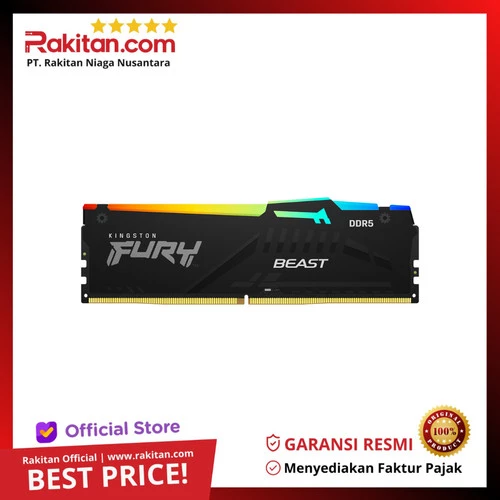 Rakitan.com
PT. Rakitan Niaga Nusantara
KINGSTON
FURY
BEAST
DDR5
Official Store
Rakitan Official | www.rakitan.com
BEST PRICE!
GARANSI RESMI
Menyediakan Faktur Pajak
ORIGINAL
100%
PRODUCT